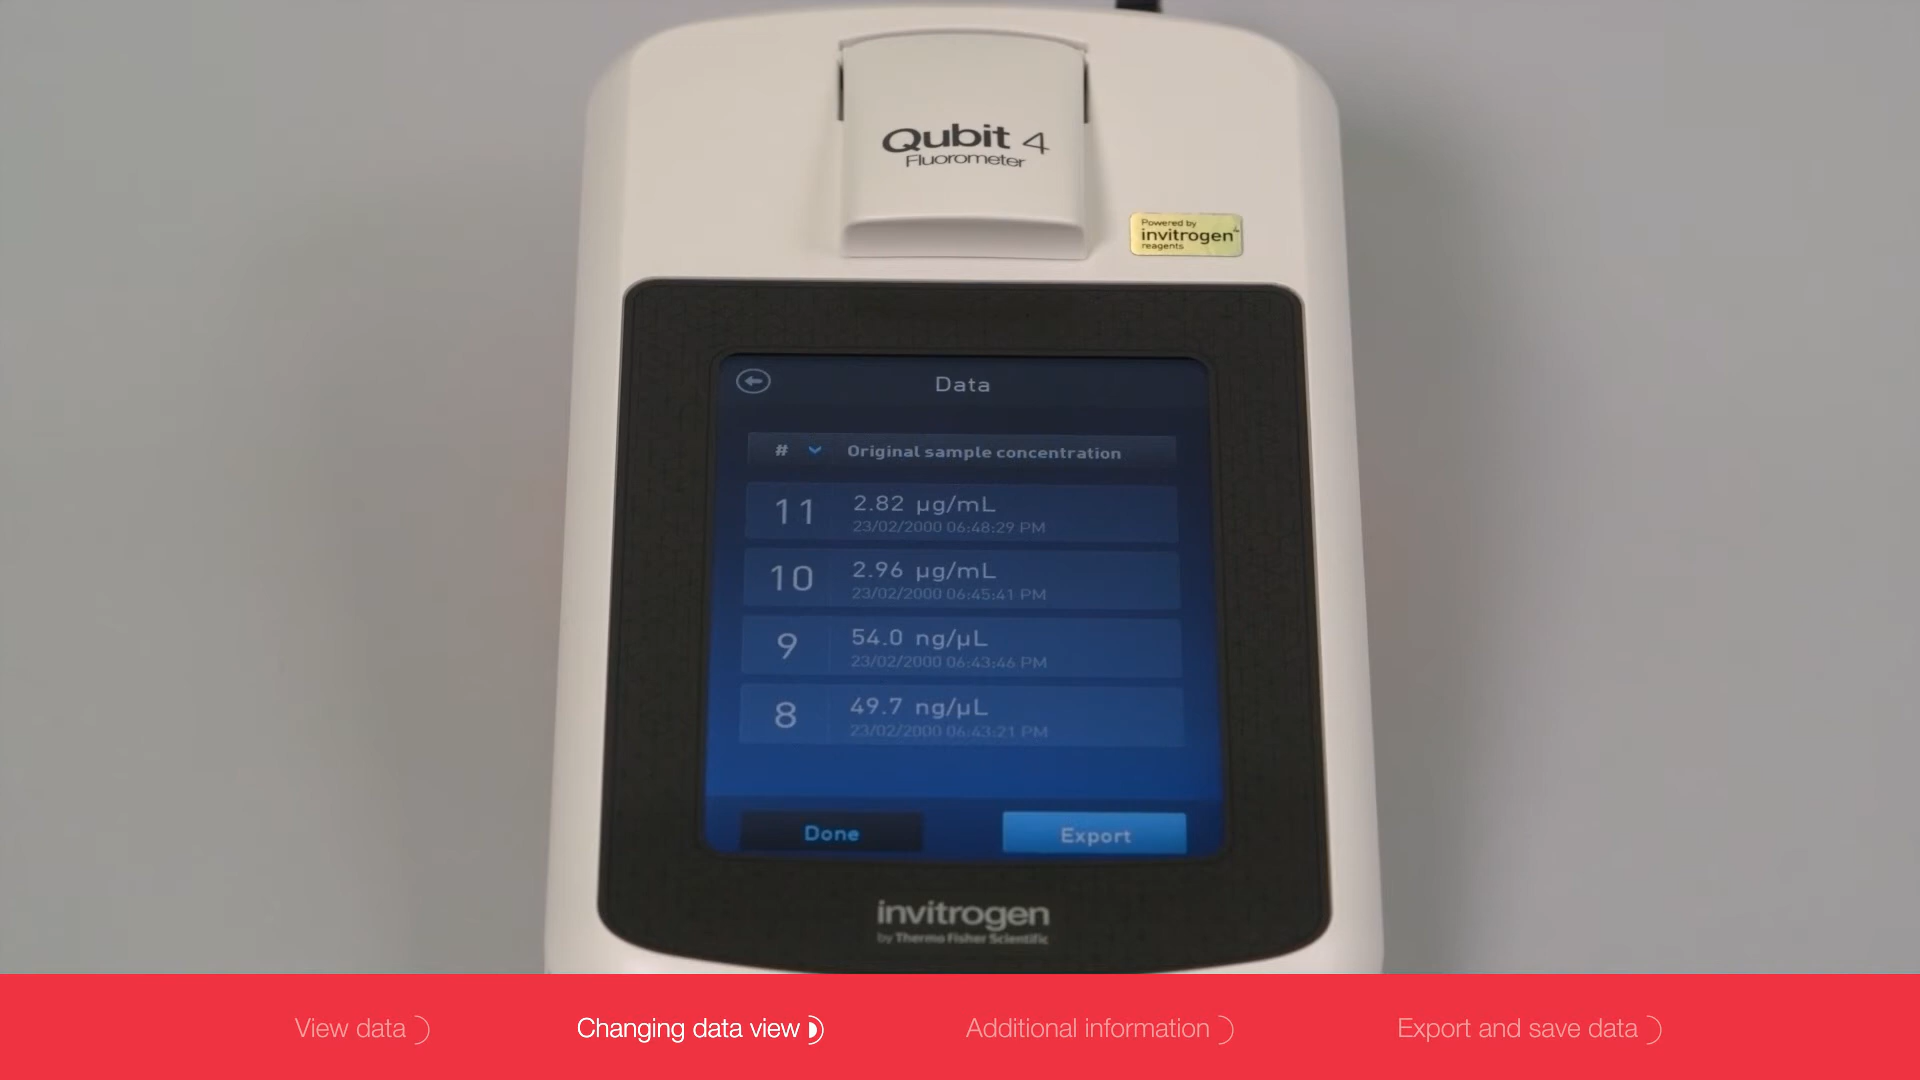 Qubit 4
Fluorometer
Powered by
invitrogen
reagents
Data
# Original sample concentration
11 2.82 µg/mL
23/02/2000 06:48:29 PM
10 2.96 µg/mL
23/02/2000 06:45:41 PM
9 54.0 ng/µL
23/02/2000 06:43:46 PM
8 49.7 ng/µL
23/02/2000 06:43:21 PM
Done Export
invitrogen
by Thermo Fisher Scientific
View data Changing data view Additional information Export and save data